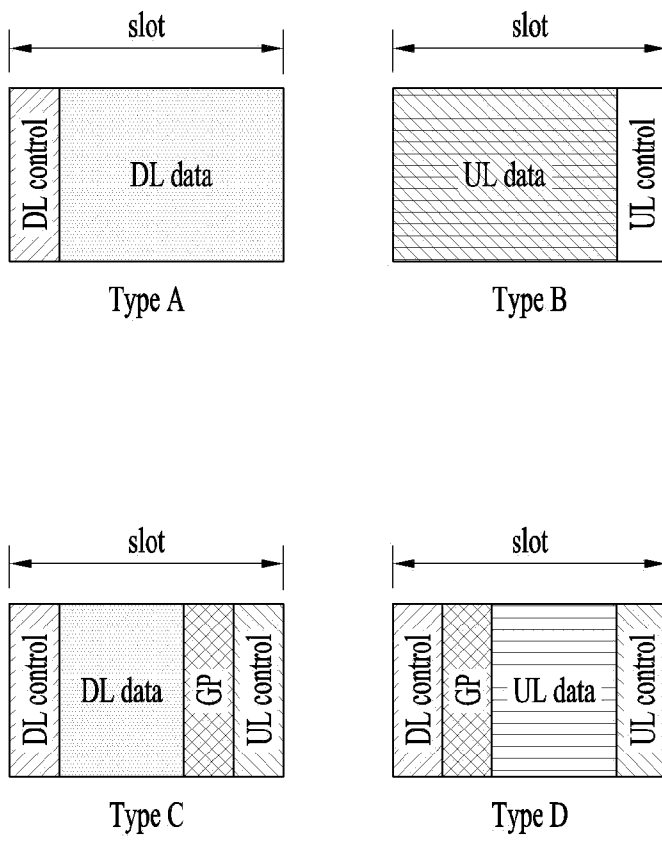 slot
slot
DL control
DL data
UL data
UL control
Type A
Type B
slot
slot
DL control
DL data
GP
UL control
DL control
GP
UL data
UL control
Type C
Type D